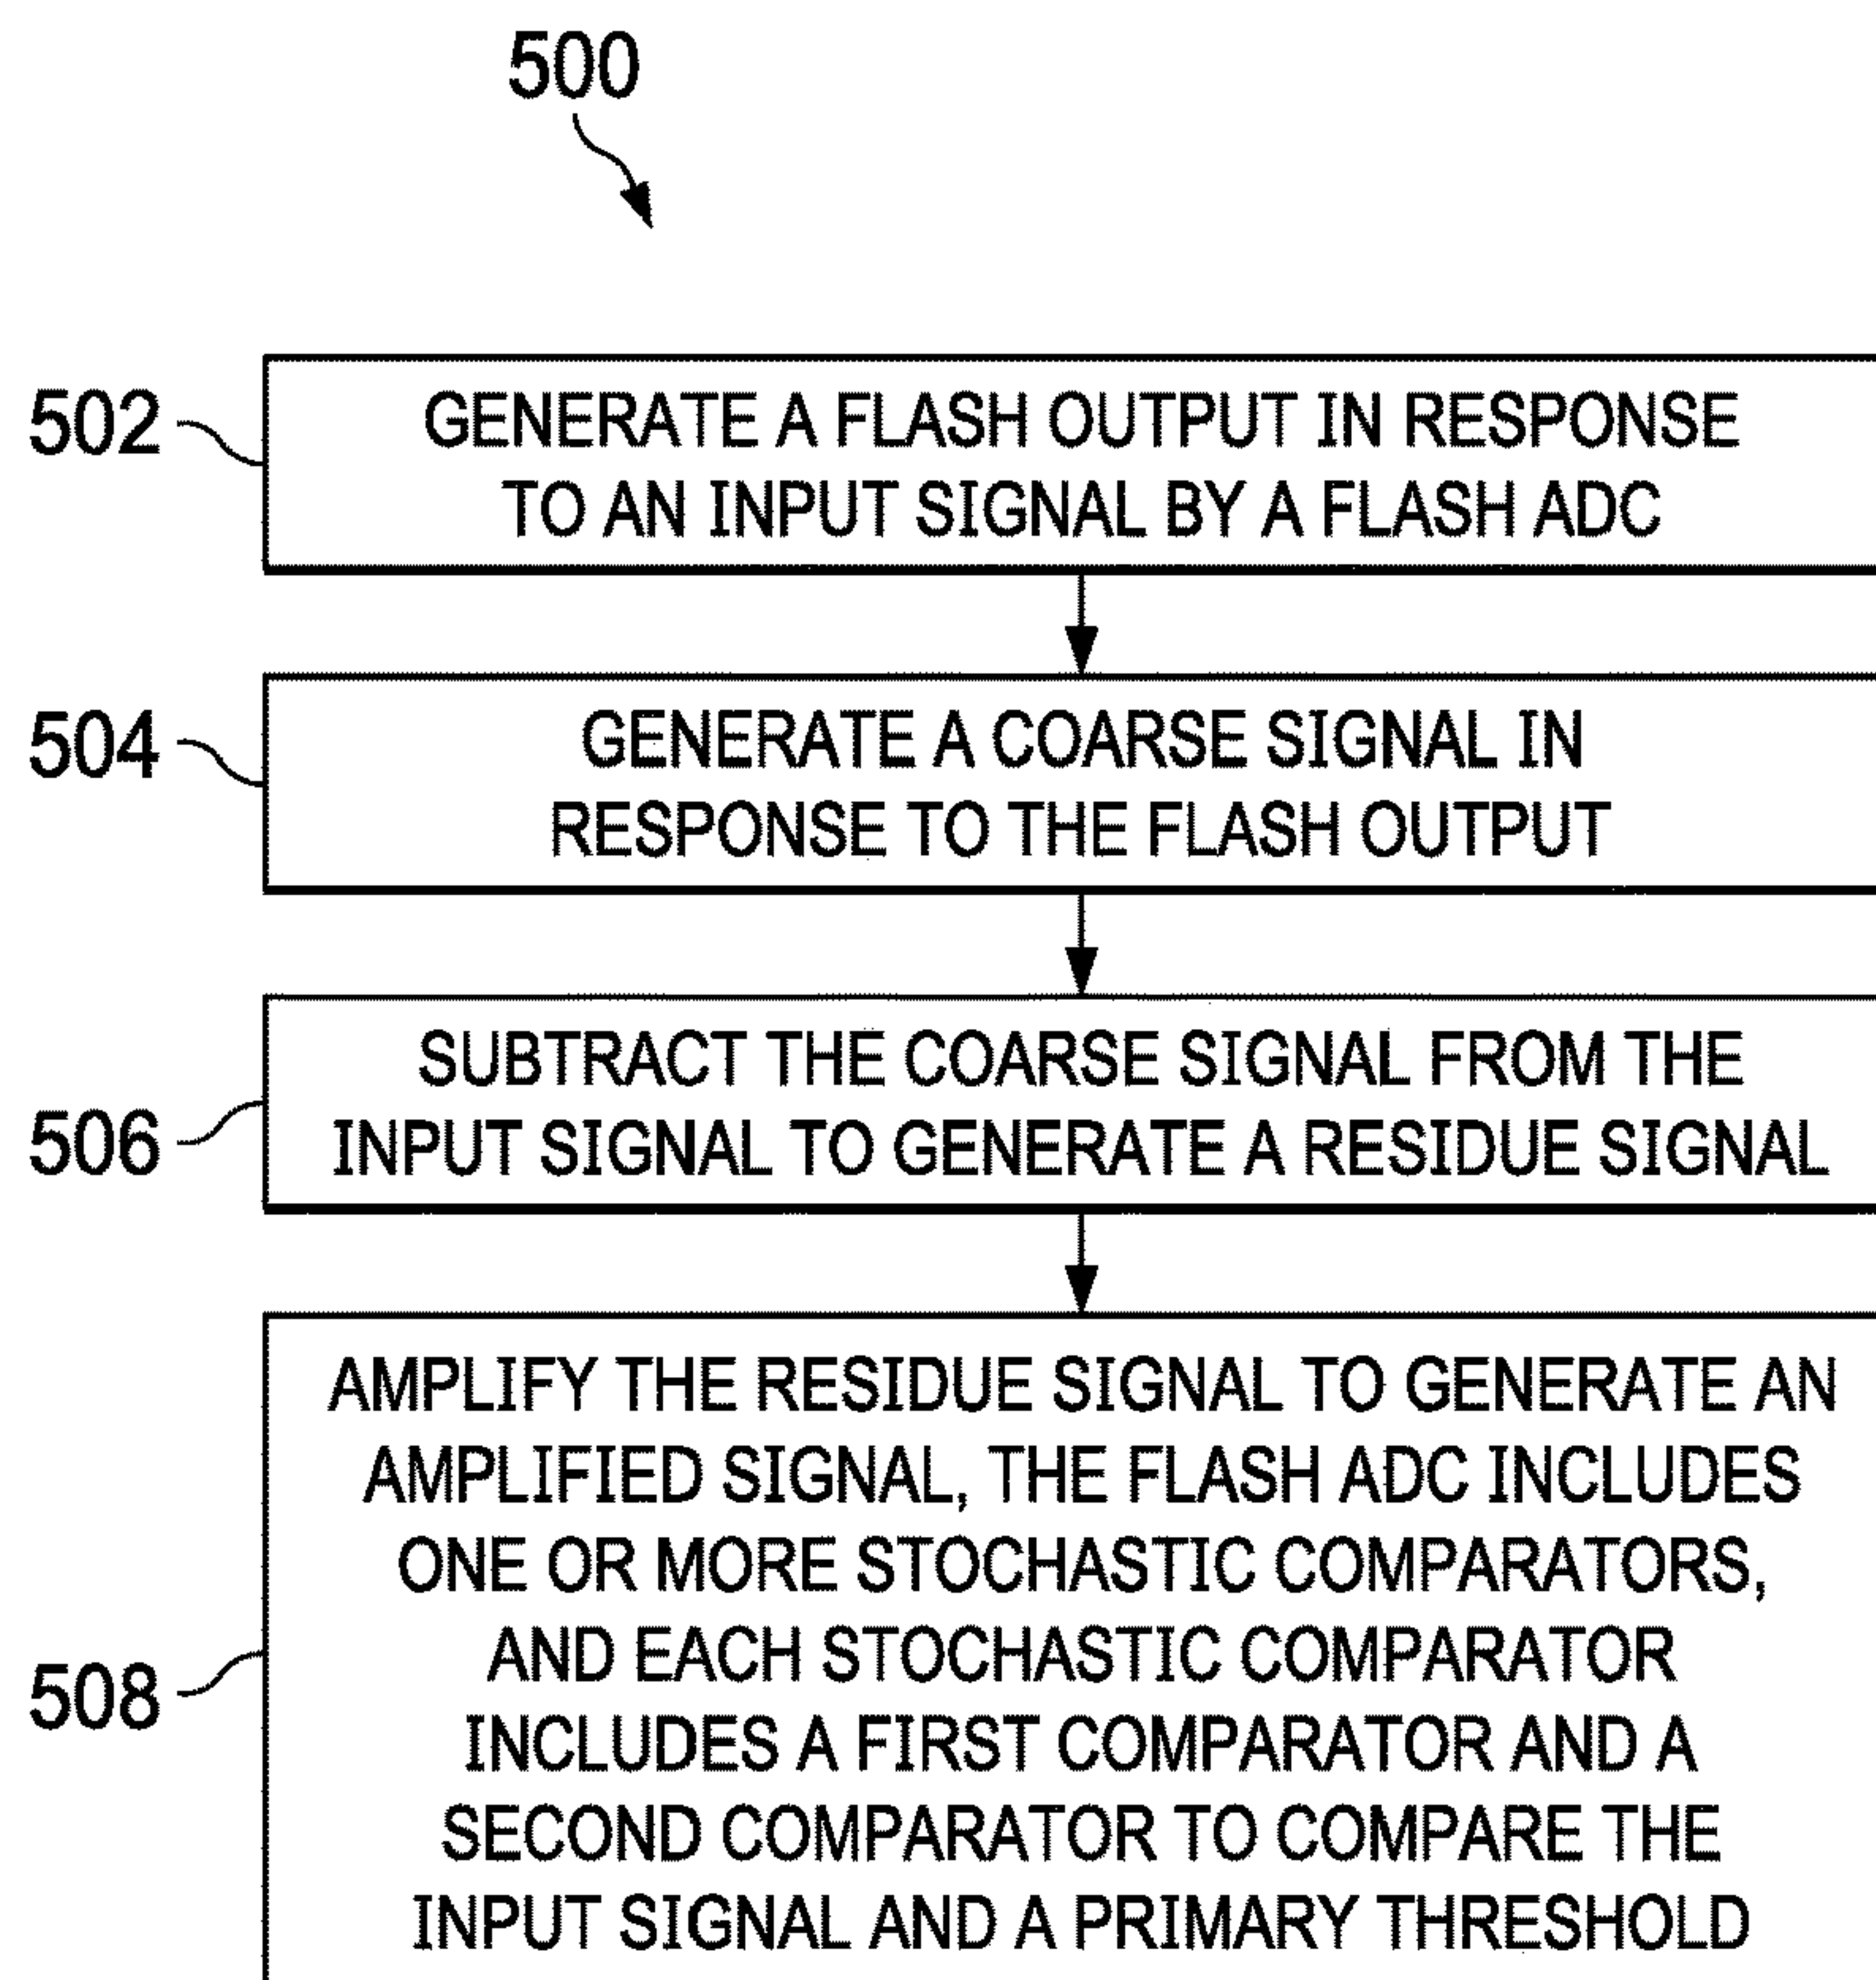 500
502
GENERATE A FLASH OUTPUT IN RESPONSE
TO AN INPUT SIGNAL BY A FLASH ADC
504
GENERATE A COARSE SIGNAL IN
RESPONSE TO THE FLASH OUTPUT
506
SUBTRACT THE COARSE SIGNAL FROM THE
INPUT SIGNAL TO GENERATE A RESIDUE SIGNAL
508
AMPLIFY THE RESIDUE SIGNAL TO GENERATE AN
AMPLIFIED SIGNAL, THE FLASH ADC INCLUDES
ONE OR MORE STOCHASTIC COMPARATORS,
AND EACH STOCHASTIC COMPARATOR
INCLUDES A FIRST COMPARATOR AND A
SECOND COMPARATOR TO COMPARE THE
INPUT SIGNAL AND A PRIMARY THRESHOLD